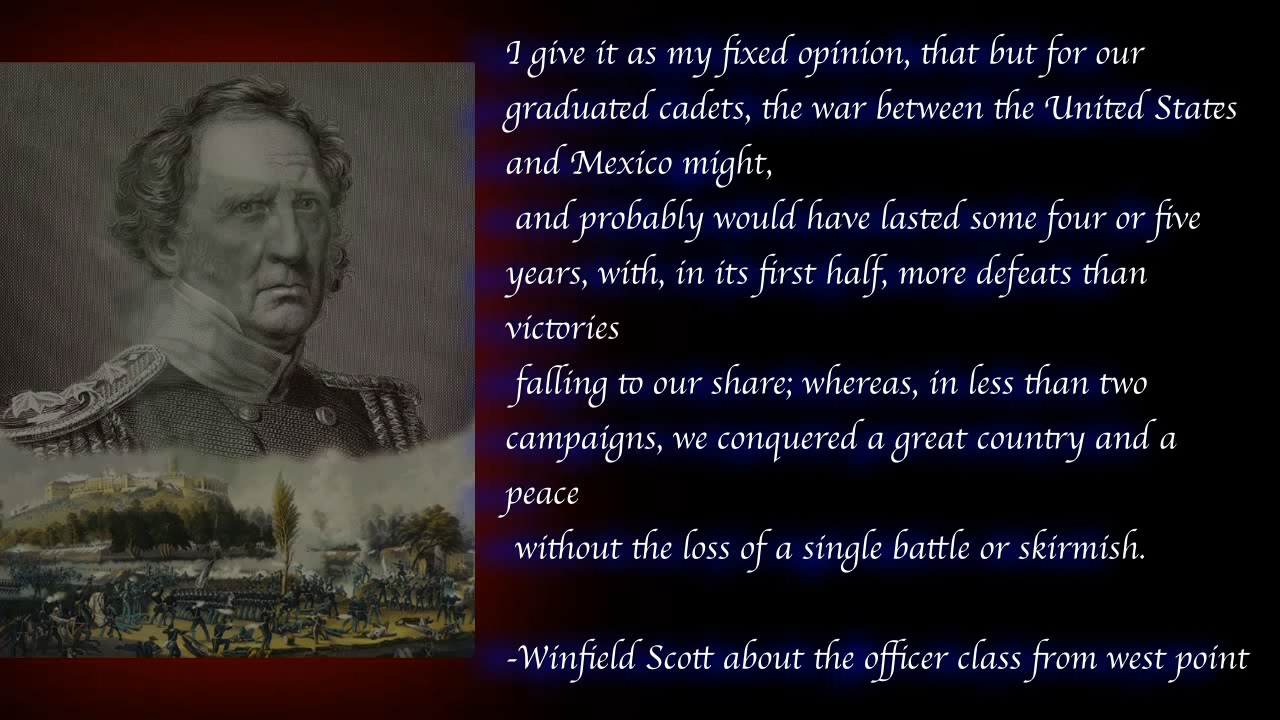 I give it as my fixed opinion, that but for our
graduated cadets, the war between the United States
and Mexico might,
and probably would have lasted some four or five
years, with, in its first half, more defeats than
victories
falling to our share; whereas, in less than two
campaigns, we conquered a great country and a
peace
without the loss of a single battle or skirmish.
-Winfield Scott about the officer class from west point